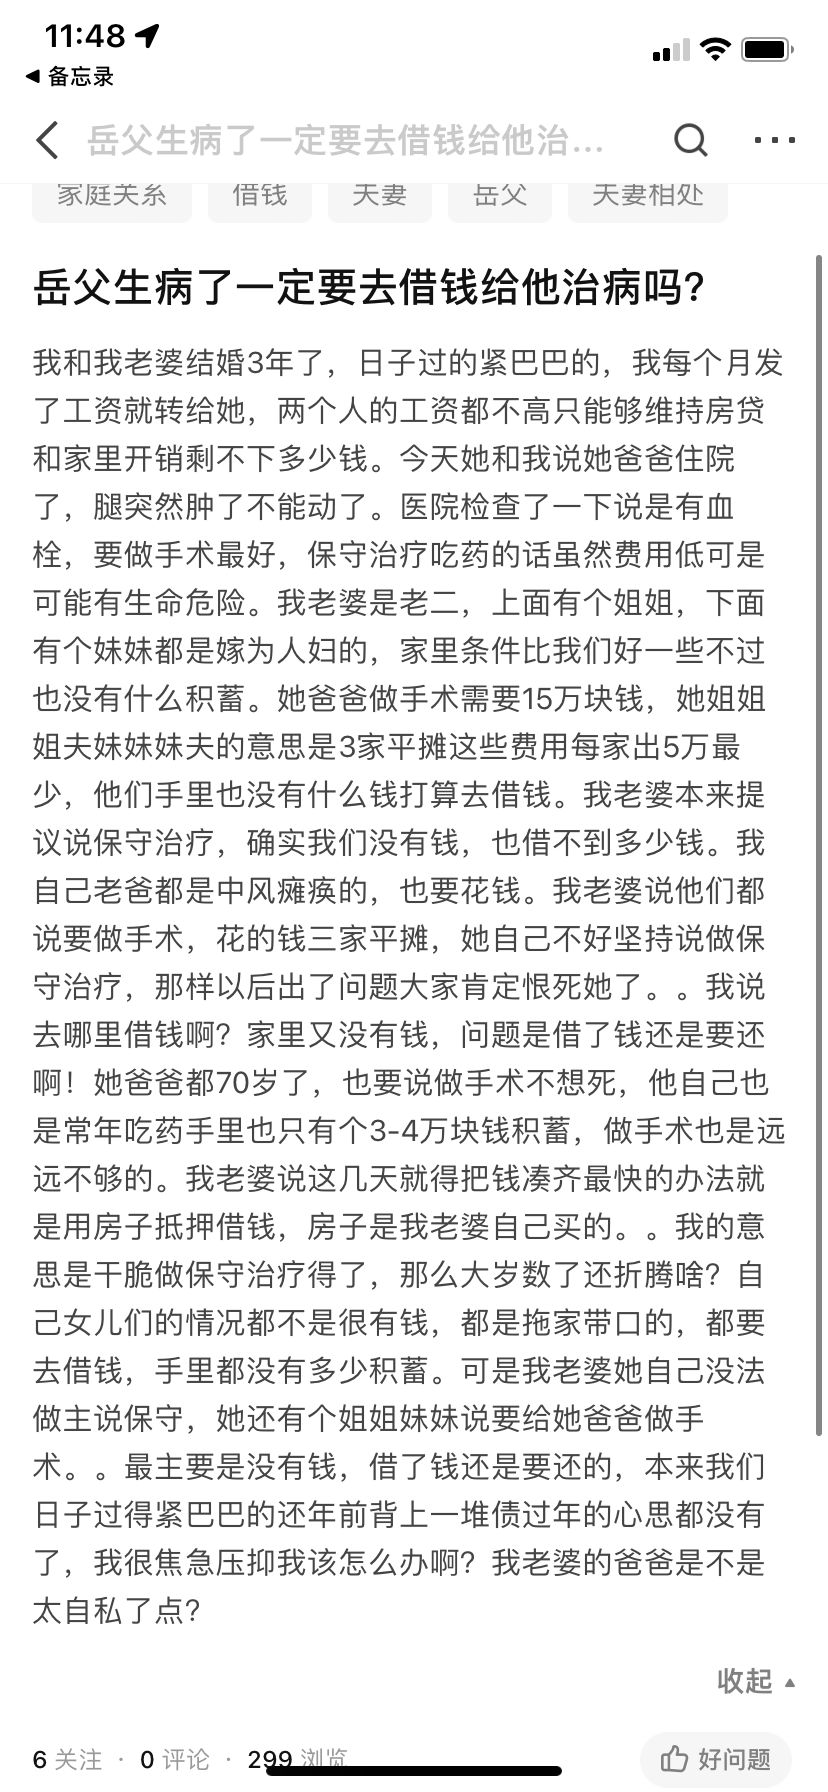 11:48
备忘录
岳父生病了一定要去借钱给他治...
家庭关系 借钱 夫妻 岳父 夫妻相处
岳父生病了一定要去借钱给他治病吗?
我和我老婆结婚3年了，日子过的紧巴巴的，我每个月发
了工资就转给她，两个人的工资都不高只能够维持房贷
和家里开销剩不下多少钱。今天她和我说她爸爸住院
了，腿突然肿了不能动了。医院检查了一下说是有血
栓，要做手术最好，保守治疗吃药的话虽然费用低可是
可能有生命危险。我老婆是老二，上面有个姐姐，下面
有个妹妹都是嫁为人妇的，家里条件比我们好一些不过
也没有什么积蓄。她爸爸做手术需要15万块钱，她姐姐
姐夫妹妹妹夫的意思是3家平摊这些费用每家出5万最
少，他们手里也没有什么钱打算去借钱。我老婆本来提
议说保守治疗，确实我们没有钱，也借不到多少钱。我
自己老爸都是中风瘫痪的，也要花钱。我老婆说他们都
说要做手术，花的钱三家平摊，她自己不好坚持说做保
守治疗，那样以后出了问题大家肯定恨死她了。。我说
去哪里借钱啊？家里又没有钱，问题是借了钱还是要还
啊！她爸爸都70岁了，也要说做手术不想死，他自己也
是常年吃药手里也只有个3-4万块钱积蓄，做手术也是远
远不够的。我老婆说这几天就得把钱凑齐最快的办法就
是用房子抵押借钱，房子是我老婆自己买的。。我的意
思是干脆做保守治疗得了，那么大岁数了还折腾啥？自
己女儿们的情况都不是很有钱，都是拖家带口的，都要
去借钱，手里都没有多少积蓄。可是我老婆她自己没法
做主说保守，她还有个姐姐妹妹说要给她爸爸做手
术。。最主要是没有钱，借了钱还是要还的，本来我们
日子过得紧巴巴的还年前背上一堆债过年的心思都没有
了，我很焦急压抑我该怎么办啊？我老婆的爸爸是不是
太自私了点？
收起
6 关注 · 0 评论 · 299 浏览
好问题